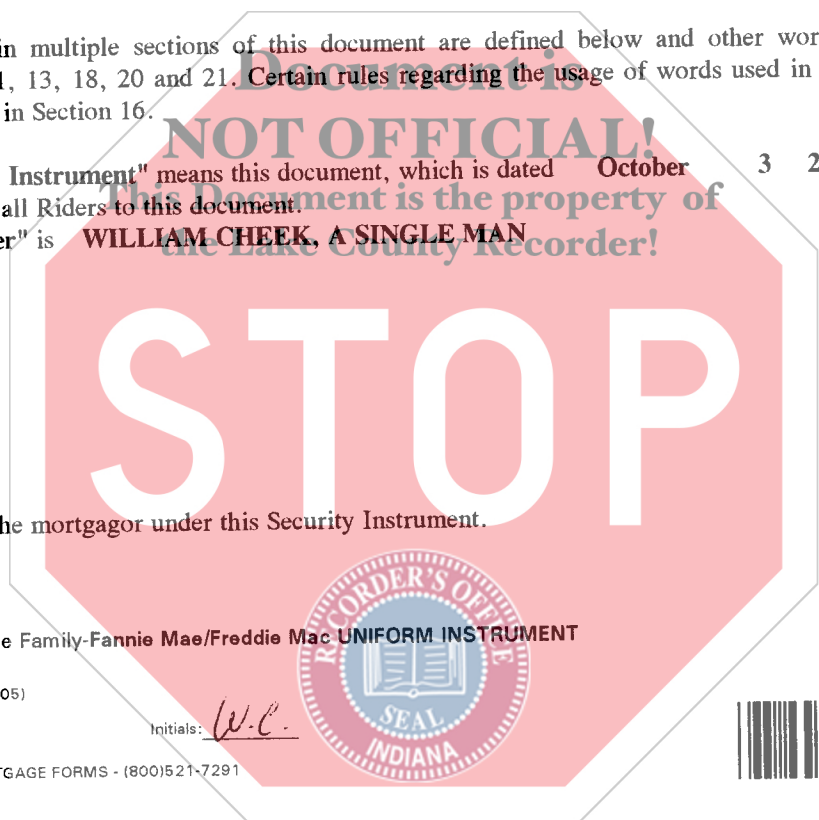 in multiple sections of this document are defined below and other wor
1, 13, 18, 20 and 21. Certain rules regarding the usage of words used in
in Section 16.
Document is
NOT OFFICIAL!
Instrument" means this document, which is dated October 3 2
This Document is the property of
all Riders to this document.
er" is WILLIAM CHEEK, A SINGLE MAN
the Lake County Recorder!
STOP
he mortgagor under this Security Instrument.
RECORDER'S OFFICE
e Family-Fannie Mae/Freddie Mac UNIFORM INSTRUMENT
05)
SEAL
Initials: W.C.
INDIANA
TGAGE FORMS - (800)521-7291